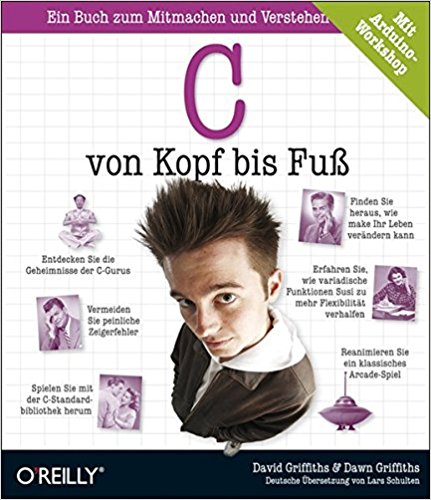 Ein Buch zum Mitmachen und Verstehen
Mit
Arduino-
Workshop
C
von Kopf bis Fuß
Entdecken Sie die
Geheimnisse der C-Gurus
Vermeiden
Sie peinliche
Zeigerfehler
Spielen Sie mit
der C-Standard-
bibliothek herum
Finden Sie
heraus, wie
make Ihr Leben
verändern kann
Erfahren Sie,
wie variadische
Funktionen Susi zu
mehr Flexibilität
verhalfen
Reanimieren Sie
ein klassisches
Arcade-Spiel
O'REILLY®
David Griffiths & Dawn Griffiths
Deutsche Übersetzung von Lars Schulten